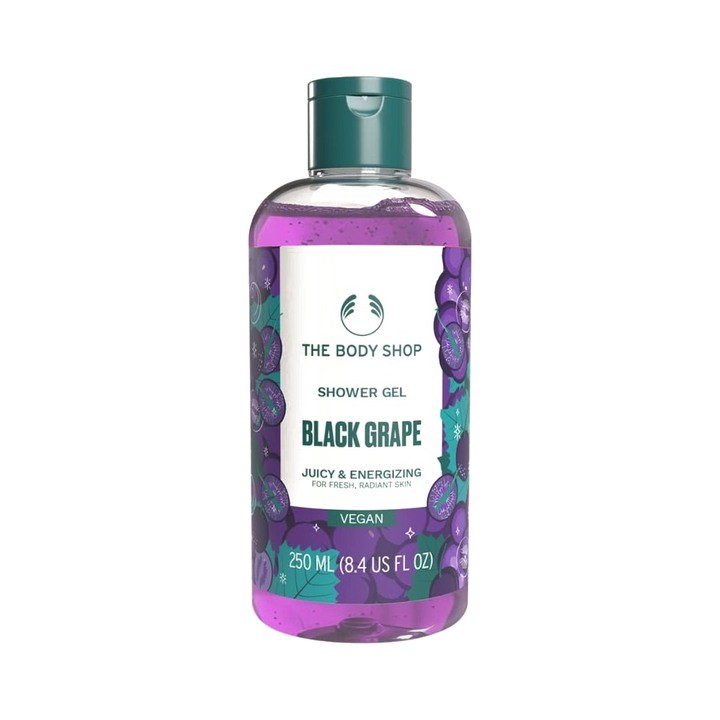 THE BODY SHOP
SHOWER GEL
BLACK GRAPE
JUICY & ENERGIZING
FOR FRESH, RADIANT SKIN
VEGAN
250 ML (8.4 US FL OZ)